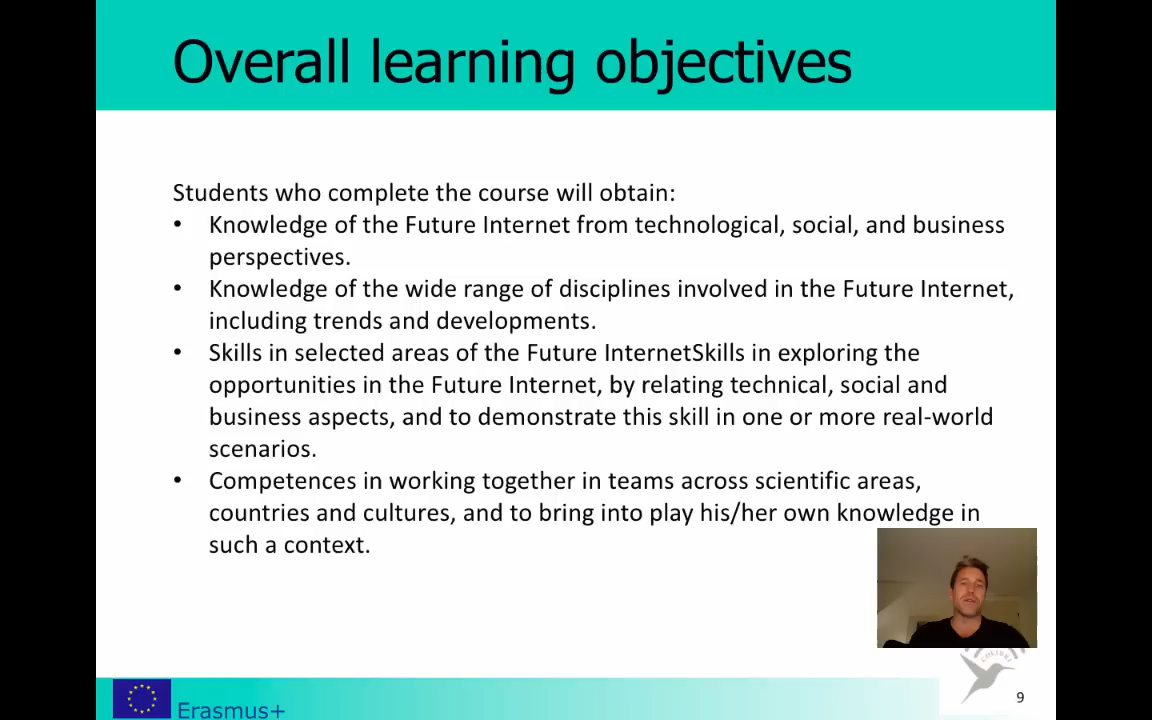 Overall learning objectives
Students who complete the course will obtain:
• Knowledge of the Future Internet from technological, social, and business
perspectives.
• Knowledge of the wide range of disciplines involved in the Future Internet,
including trends and developments.
• Skills in selected areas of the Future InternetSkills in exploring the
opportunities in the Future Internet, by relating technical, social and
business aspects, and to demonstrate this skill in one or more real-world
scenarios.
• Competences in working together in teams across scientific areas,
countries and cultures, and to bring into play his/her own knowledge in
such a context.
COLIBRI
Erasmus+
9